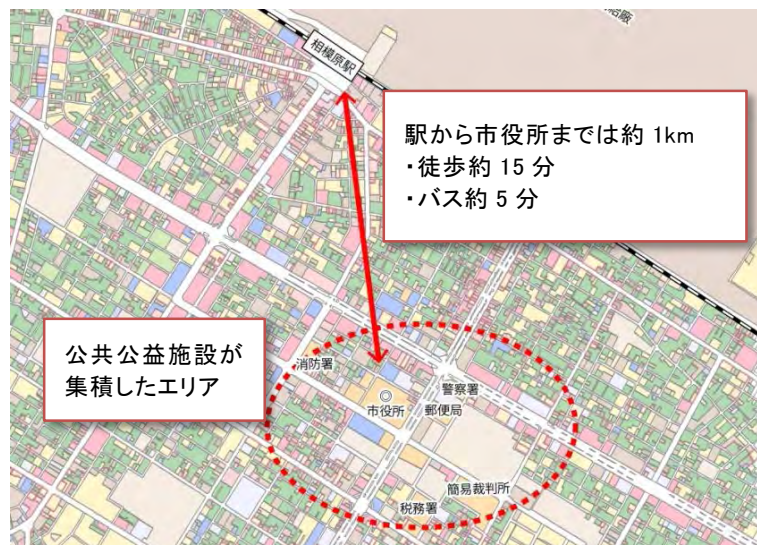 相模原駅
駅から市役所までは約 1km
・徒歩約 15 分
・バス約 5 分
公共公益施設が
集積したエリア
消防署
警察署
市役所
郵便局
簡易裁判所
税務署